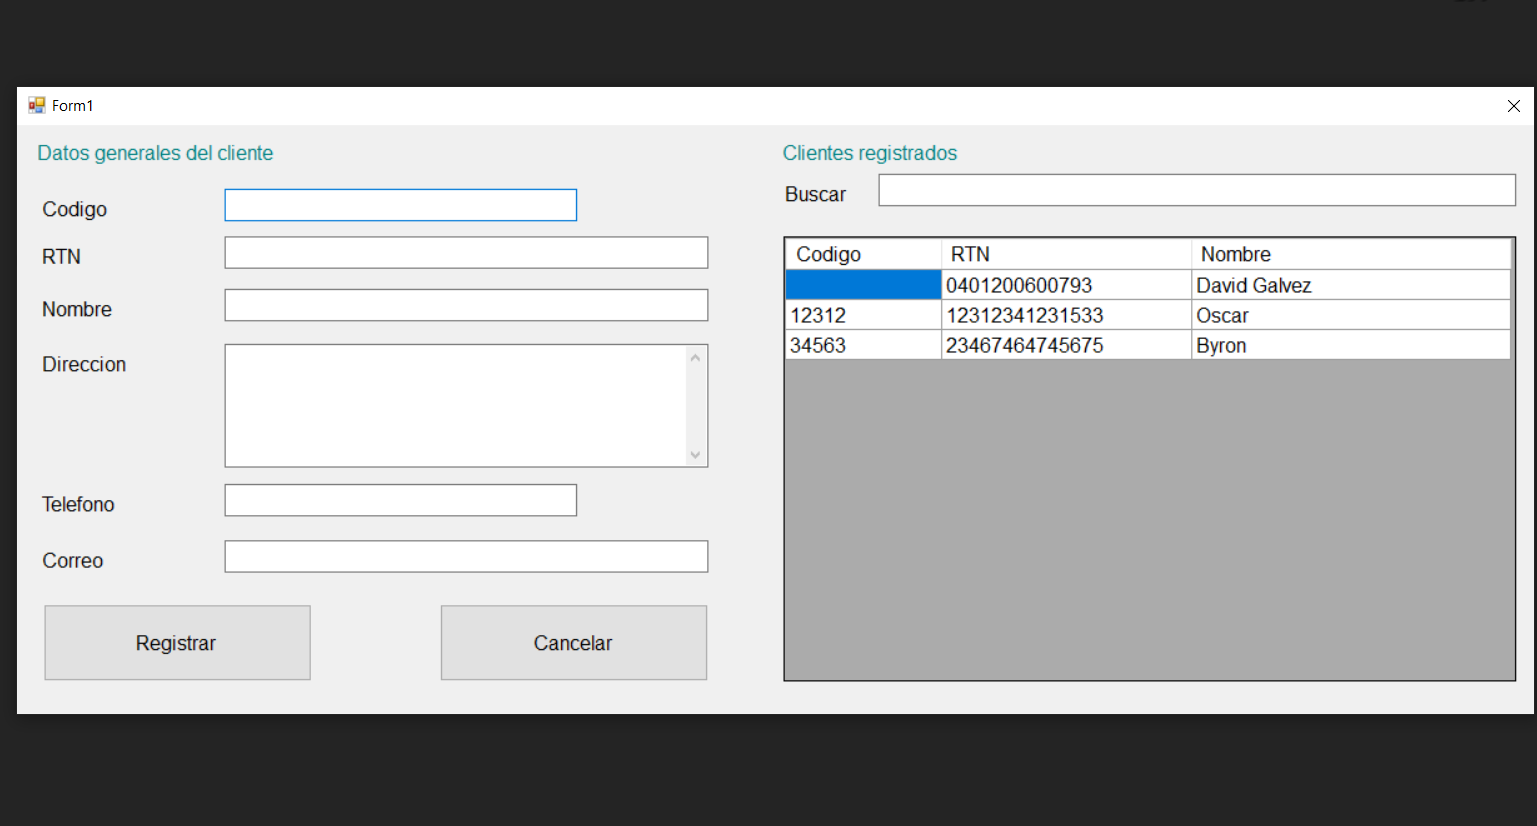 Form1
Datos generales del cliente
Codigo
RTN
Nombre
Direccion
Telefono
Correo
Registrar Cancelar
Clientes registrados
Buscar
Codigo RTN Nombre
0401200600793 David Galvez
12312 12312341231533 Oscar
34563 23467464745675 Byron